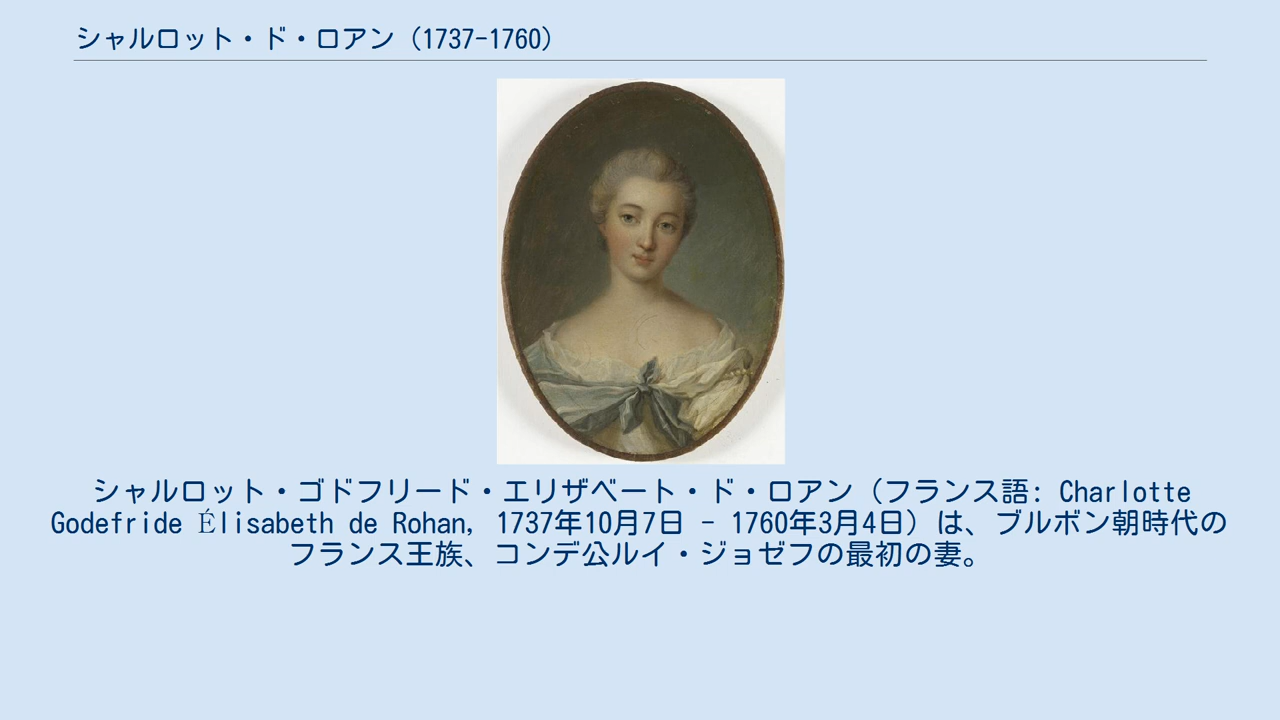 シャルロット・ド・ロアン（1737-1760）
シャルロット・ゴドフリード・エリザベート・ド・ロアン（フランス語: Charlotte
Godefride Élisabeth de Rohan, 1737年10月7日 - 1760年3月4日）は、ブルボン朝時代の
フランス王族、コンデ公ルイ・ジョゼフの最初の妻。